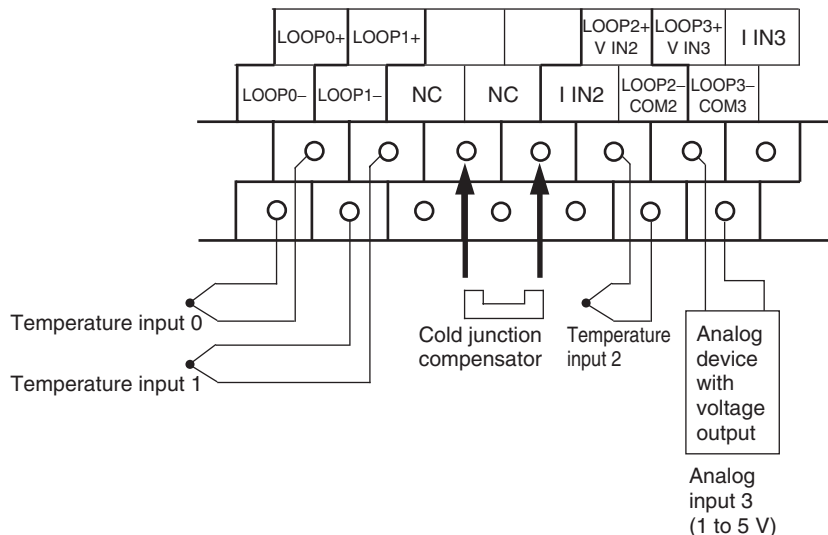 LOOP0+ LOOP1+ LOOP2+ LOOP3+ I IN3
V IN2 V IN3
LOOP0– LOOP1– NC NC I IN2 LOOP2– LOOP3–
COM2 COM3
Temperature input 0
Temperature input 1
Cold junction
compensator
Temperature
input 2
Analog
device
with
voltage
output
Analog
input 3
(1 to 5 V)